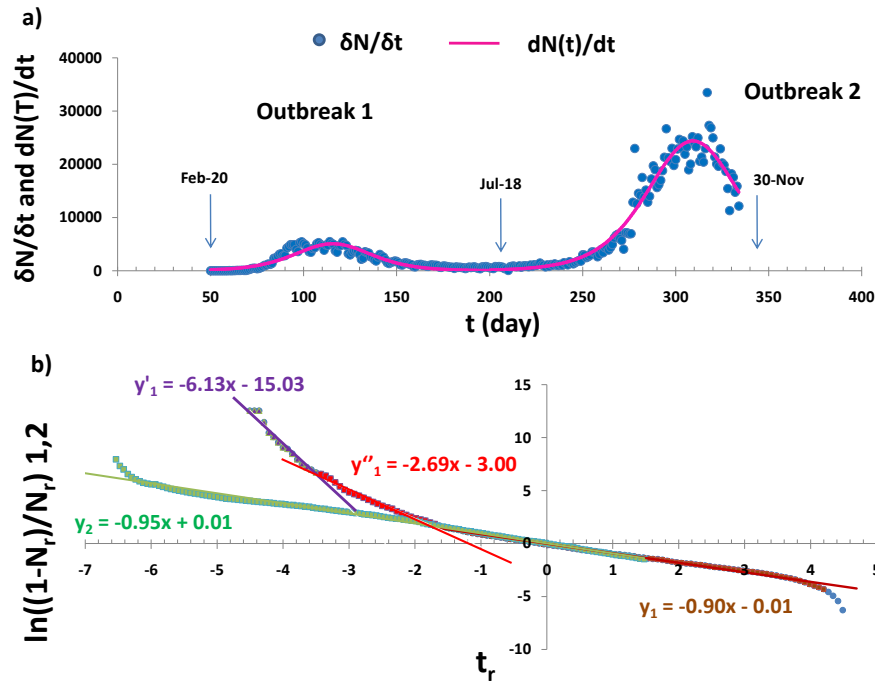 a)
δN/δt dN(t)/dt
δN/δt and dN(T)/dt
40000
30000
20000
10000
0
Outbreak 1
Outbreak 2
Feb-20
Jul-18
30-Nov
0 50 100 150 200 250 300 350 400
t (day)
b)
ln((1-Nr)/Nr) 1,2
y'1 = -6.13x - 15.03
y''1 = -2.69x - 3.00
y2 = -0.95x + 0.01
y1 = -0.90x - 0.01
15
10
5
0
-5
-10
-7 -6 -5 -4 -3 -2 -1 0 1 2 3 4 5
tr